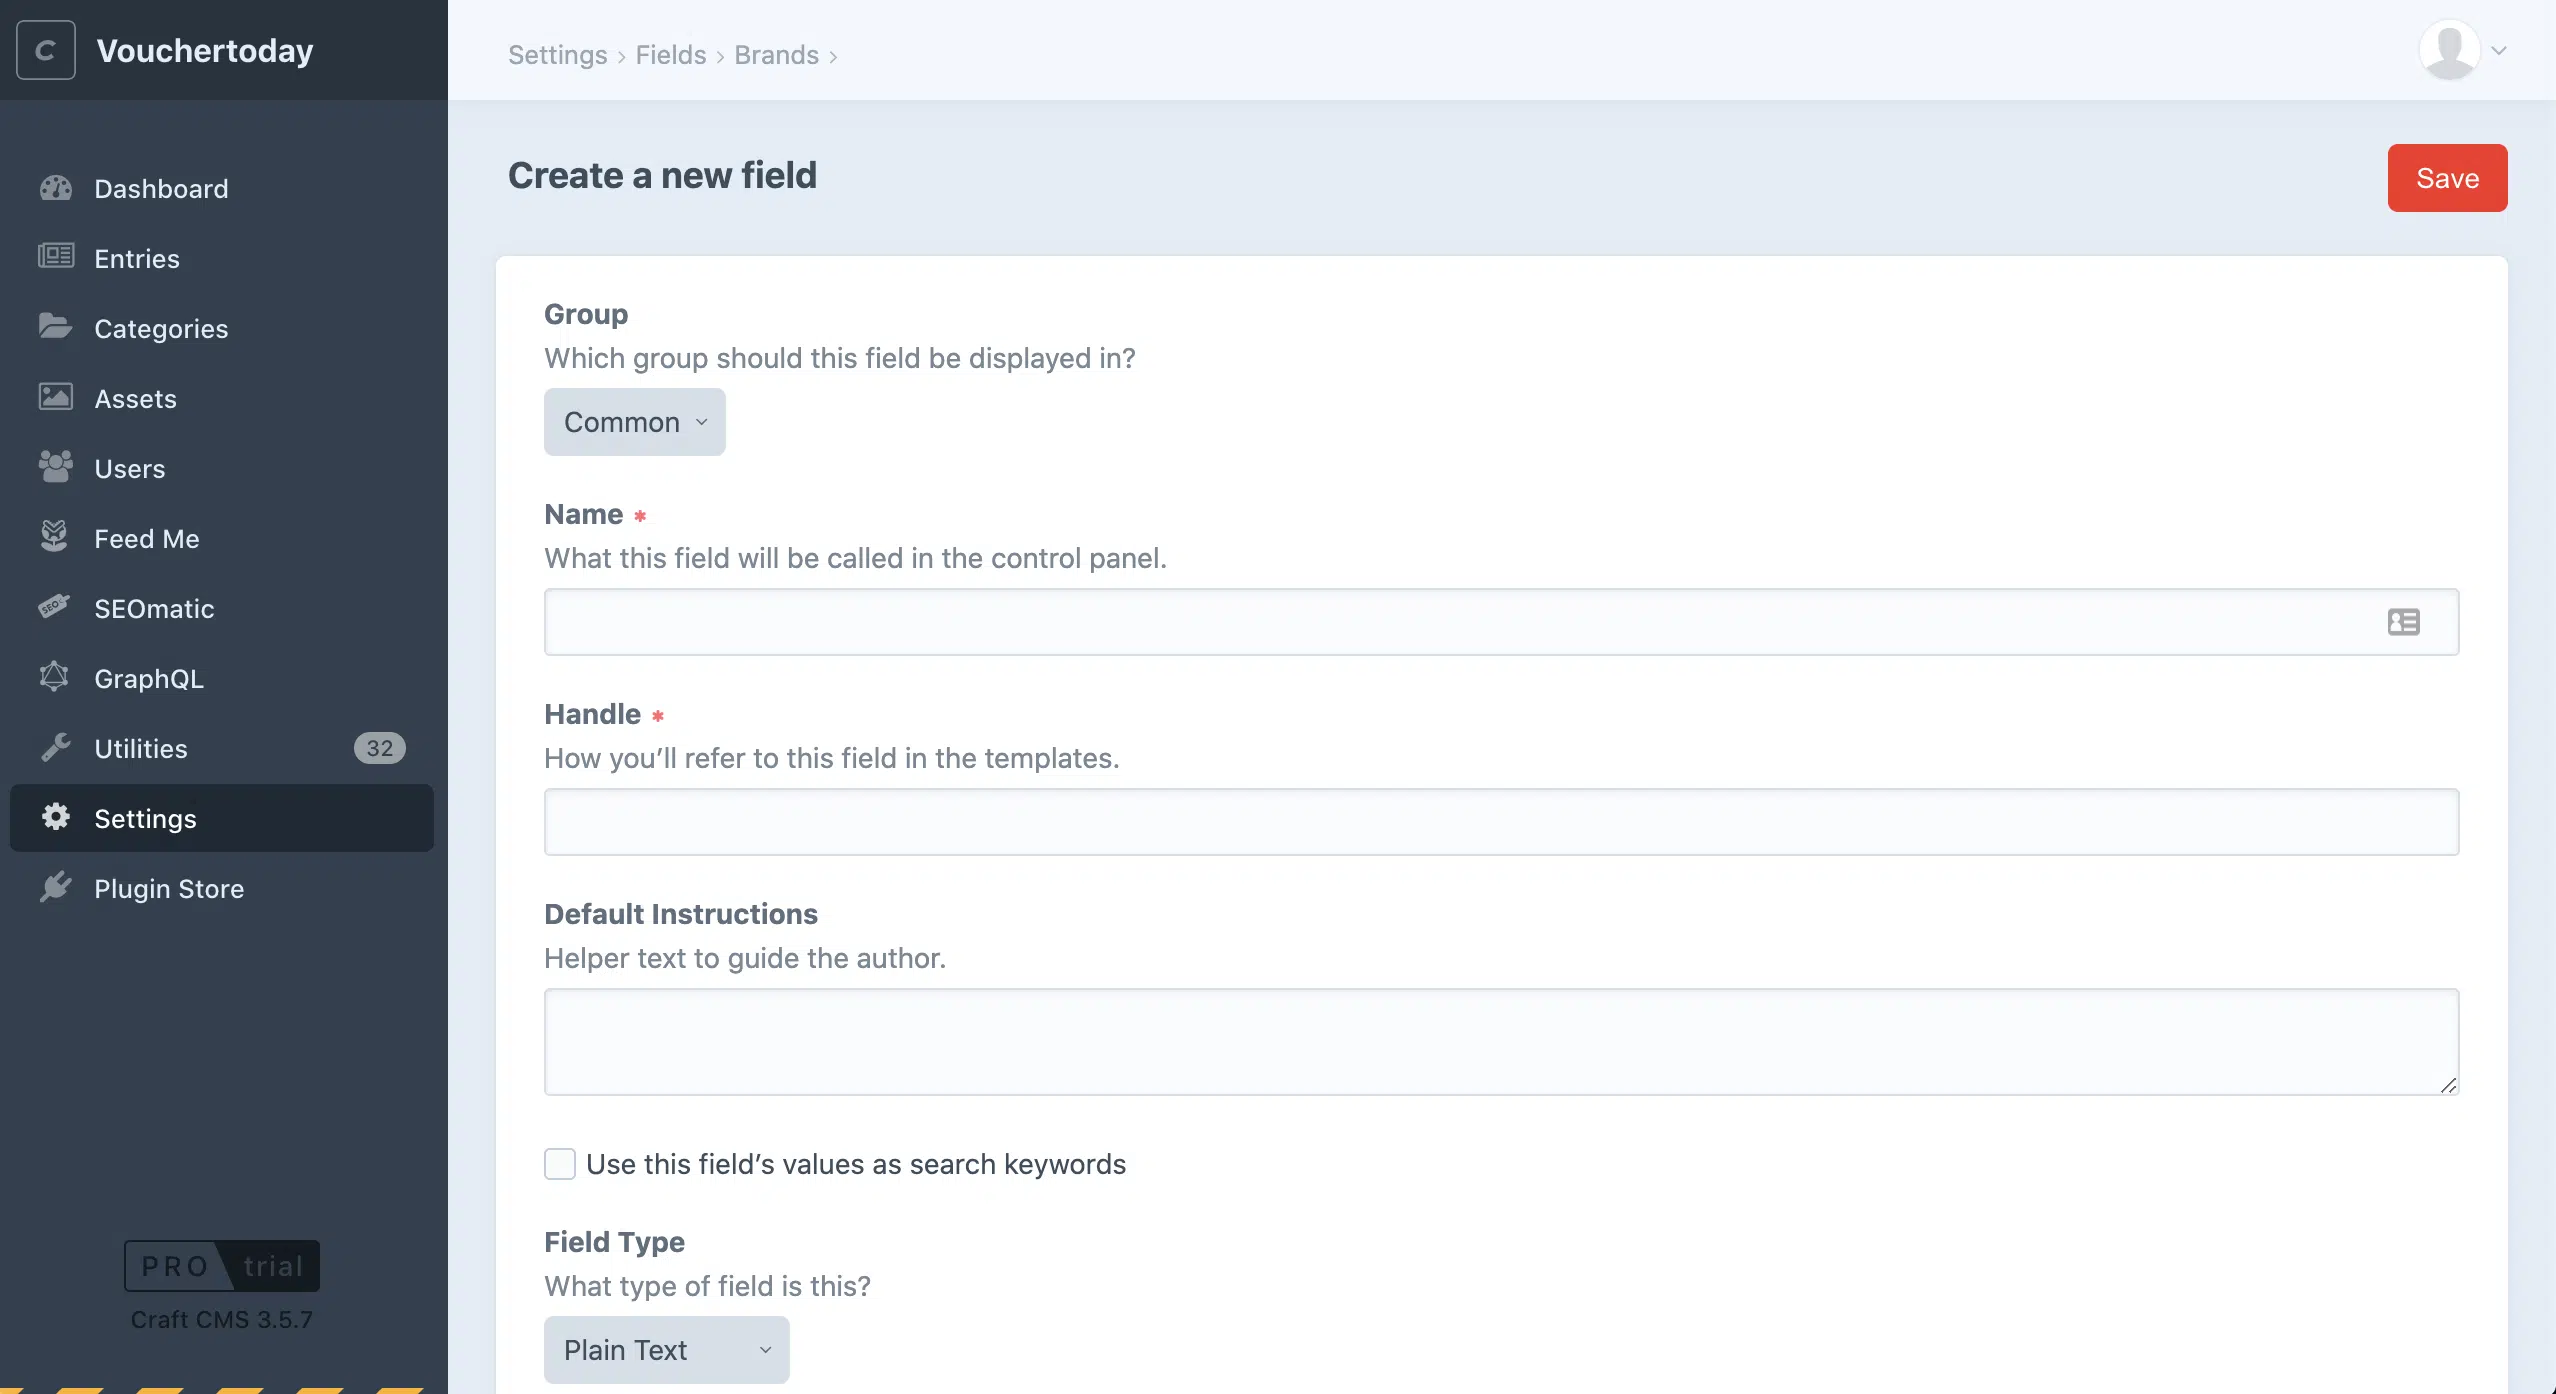 C Vouchertoday
Settings › Fields › Brands ›
Dashboard
Entries
Categories
Assets
Users
Feed Me
SEO
SEOmatic
GraphQL
Utilities 32
Settings
Plugin Store
PRO trial
Craft CMS 3.5.7
Create a new field
Save
Group
Which group should this field be displayed in?
Common
Name *
What this field will be called in the control panel.
Handle *
How you’ll refer to this field in the templates.
Default Instructions
Helper text to guide the author.
Use this field’s values as search keywords
Field Type
What type of field is this?
Plain Text